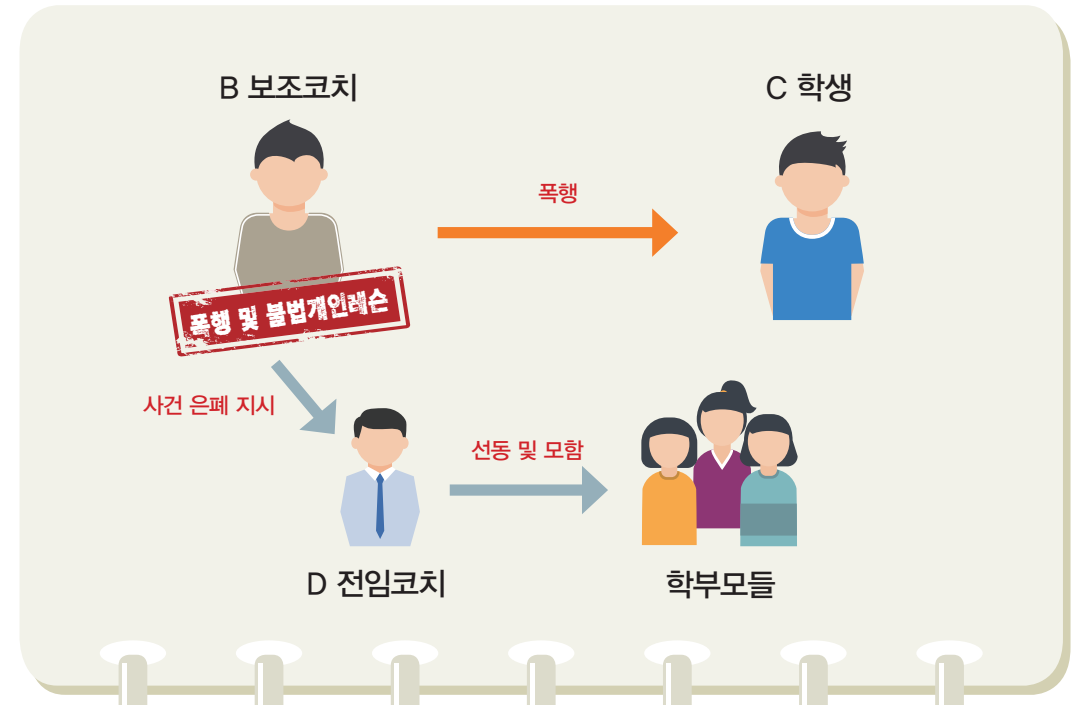 B 보조코치
C 학생
폭행
폭행 및 불법개인레슨
사건 은폐 지시
선동 및 모함
D 전임코치
학부모들